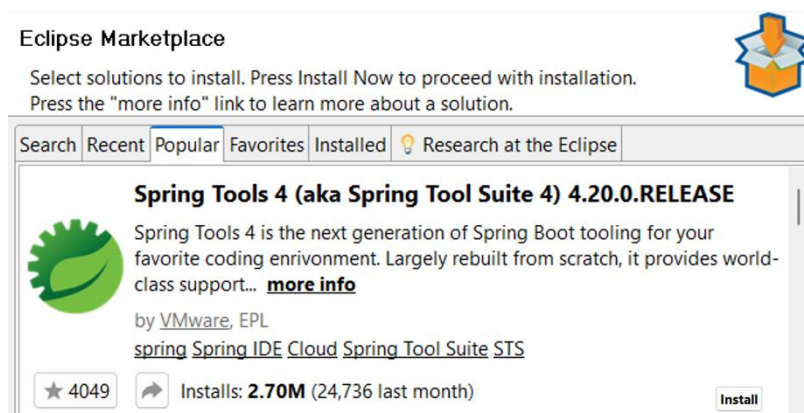 Eclipse Marketplace
Select solutions to install. Press Install Now to proceed with installation.
Press the "more info" link to learn more about a solution.
Search Recent Popular Favorites Installed Research at the Eclipse
Spring Tools 4 (aka Spring Tool Suite 4) 4.20.0.RELEASE
Spring Tools 4 is the next generation of Spring Boot tooling for your
favorite coding enrivonment. Largely rebuilt from scratch, it provides world-
class support... more info
by VMware, EPL
spring Spring IDE Cloud Spring Tool Suite STS
4049 Installs: 2.70M (24,736 last month) Install